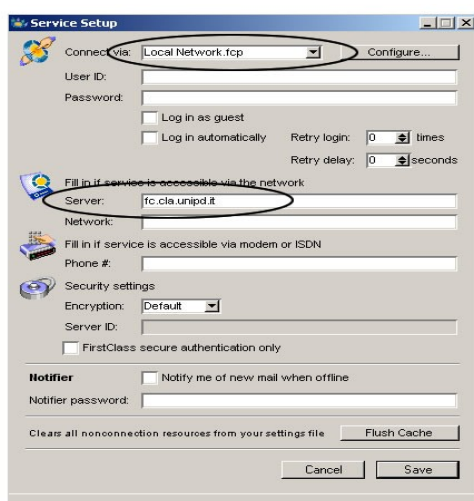 Service Setup
Connect via: Local Network.fcp Configure...
User ID:
Password:
Log in as guest
Log in automatically Retry login: 0 times
Retry delay: 0 seconds
Fill in if service is accessible via the network
Server: fc.cla.unipd.it
Network:
Fill in if service is accessible via modem or ISDN
Phone #:
Security settings
Encryption: Default
Server ID:
FirstClass secure authentication only
Notifier Notify me of new mail when offline
Notifier password:
Clears all nonconnection resources from your settings file Flush Cache
Cancel Save